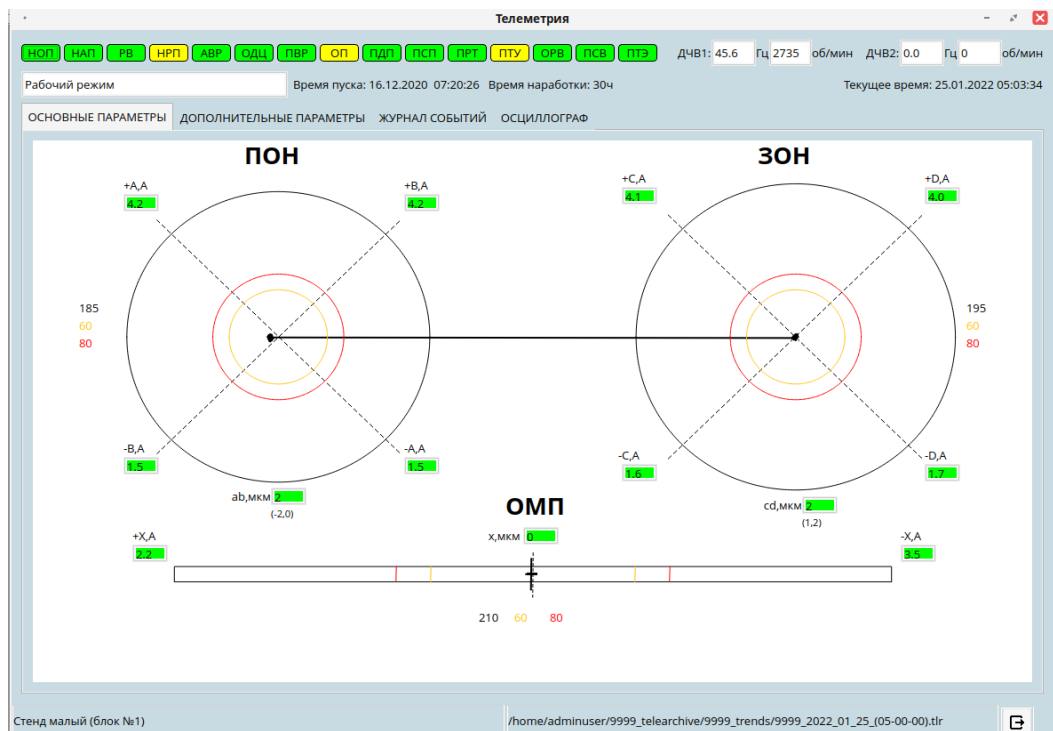 Телеметрия
НОП НАП РВ НРП АВР ОДЦ ПВР ОП ПДП ПСП ПРТ ПТУ ОРВ ПСВ ПТЭ ДЧВ1: 45.6 Гц 2735 об/мин ДЧВ2: 0.0 Гц 0 об/мин
Рабочий режим Время пуска: 16.12.2020 07:20:26 Время наработки: 30ч Текущее время: 25.01.2022 05:03:34
ОСНОВНЫЕ ПАРАМЕТРЫ ДОПОЛНИТЕЛЬНЫЕ ПАРАМЕТРЫ ЖУРНАЛ СОБЫТИЙ ОСЦИЛЛОГРАФ
ПОН ЗОН
+A,A +B,A +C,A +D,A
4.2 4.2 4.1 4.0
185 195
60 60
80 80
-B,A -A,A -C,A -D,A
1.5 1.5 1.6 1.7
ab,мкм 2 cd,мкм 2
(-2,0) (1,2)
ОМП
+X,A x,мкм 0 -X,A
2.2 3.5
210 60 80
Стенд малый (блок №1) /home/adminuser/9999_telearchive/9999_trends/9999_2022_01_25_(05-00-00).tlr